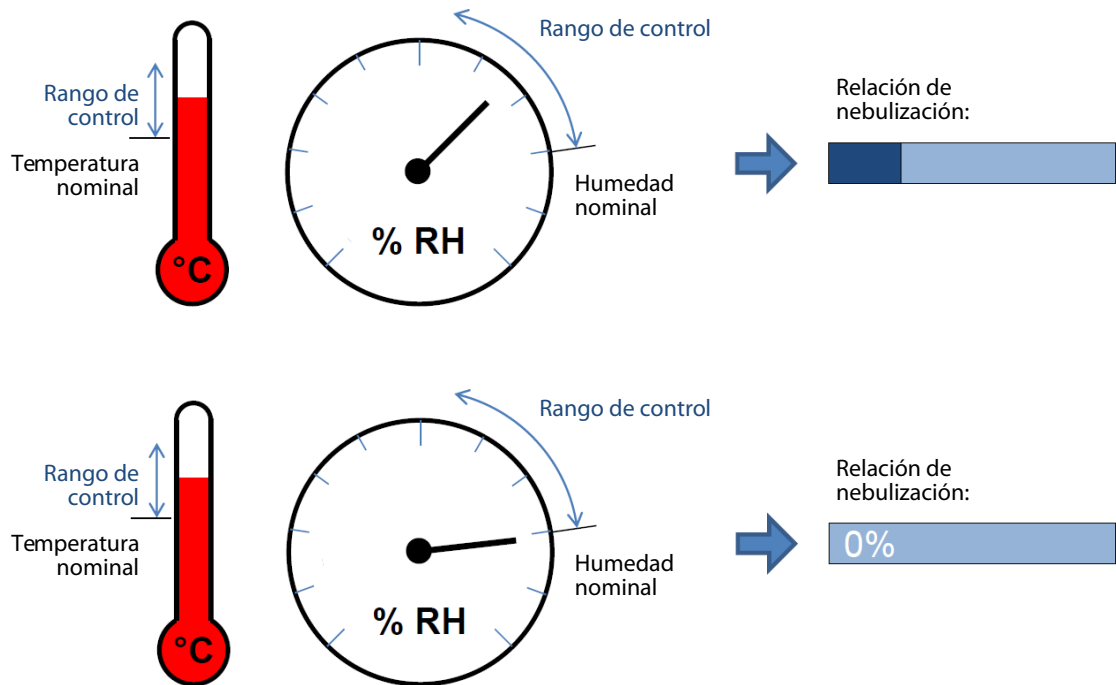 Rango de control
Rango de
control
Temperatura
nominal
°C
% RH
Humedad
nominal
Relación de
nebulización:
Rango de control
Rango de
control
Temperatura
nominal
°C
% RH
Humedad
nominal
Relación de
nebulización:
0%